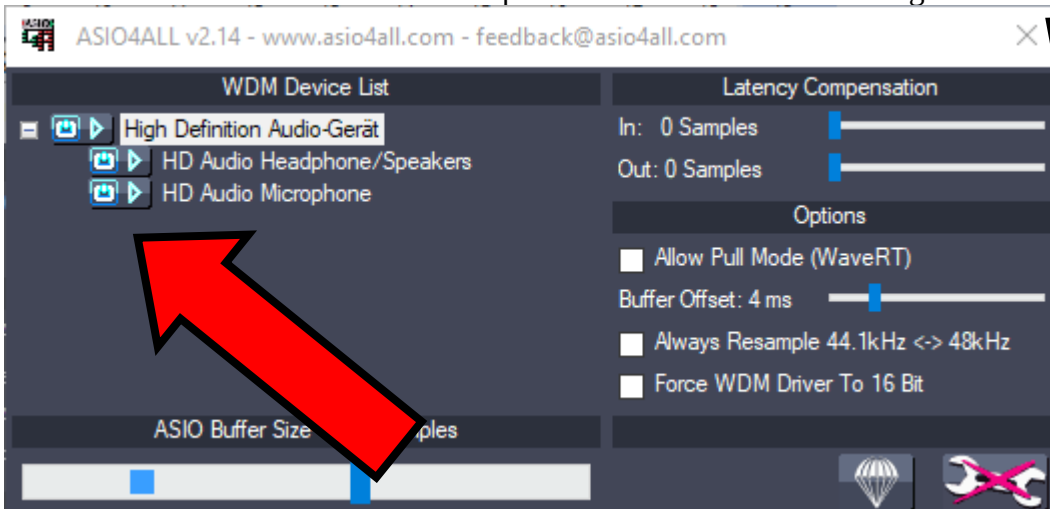 ASIO4ALL v2.14 - www.asio4all.com - feedback@asio4all.com
WDM Device List
High Definition Audio-Gerät
HD Audio Headphone/Speakers
HD Audio Microphone
ASIO Buffer Size
Latency Compensation
In: 0 Samples
Out: 0 Samples
Options
Allow Pull Mode (WaveRT)
Buffer Offset: 4 ms
Always Resample 44.1kHz <-> 48kHz
Force WDM Driver To 16 Bit